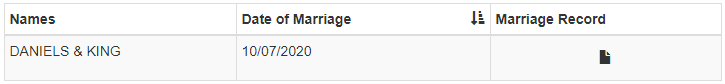 Names Date of Marriage Marriage Record
DANIELS & KING 10/07/2020